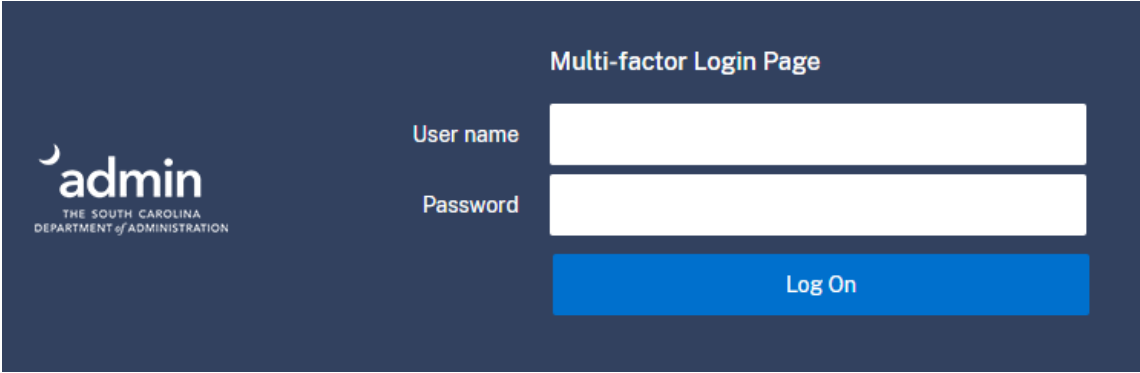 Multi-factor Login Page
User name
Password
admin
THE SOUTH CAROLINA
DEPARTMENT of ADMINISTRATION
Log On